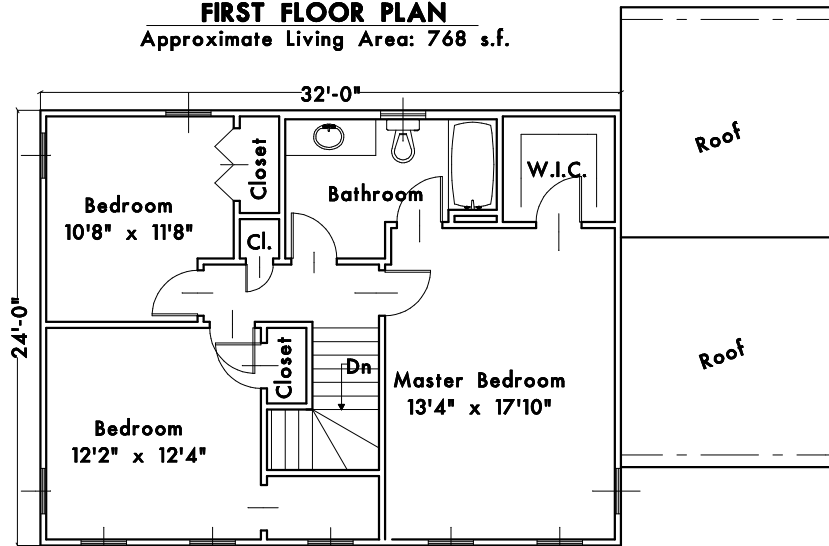 FIRST FLOOR PLAN
Approximate Living Area: 768 s.f.
32'-0"
24'-0"
Roof
Closet
W.I.C.
Bathroom
Bedroom
10'8" x 11'8"
Cl.
Roof
Closet
Dn
Master Bedroom
13'4" x 17'10"
Bedroom
12'2" x 12'4"